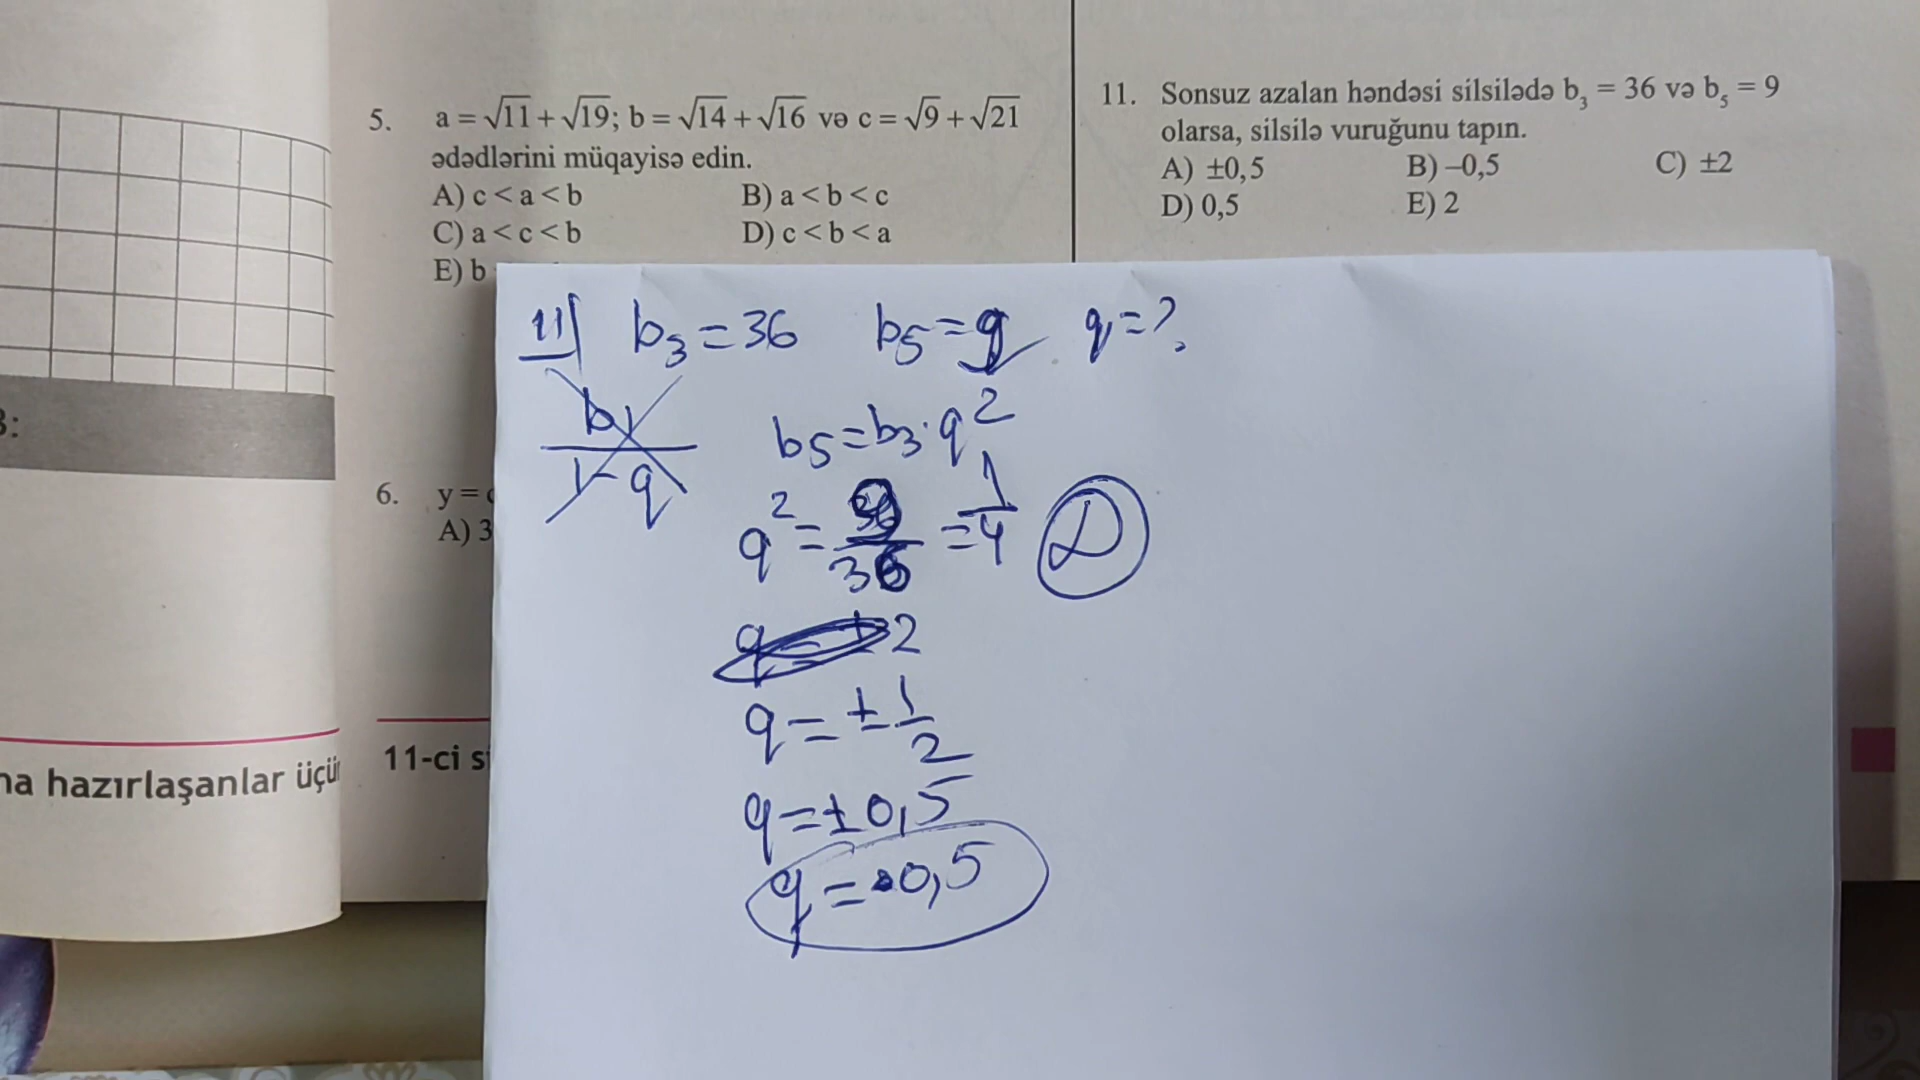 5. a = √11 + √19; b = √14 + √16 və c = √9 + √21
ədədlərini müqayisə edin.
A) c < a < b B) a < b < c
C) a < c < b D) c < b < a
E) b
6. y =
A) 3
11-ci
hazırlaşanlar üçün
11. Sonsuz azalan həndəsi silsilədə b₃ = 36 və b₅ = 9
olarsa, silsilə vuruğunu tapın.
A) ±0,5 B) –0,5 C) ±2
D) 0,5 E) 2
11) b₃ = 36 b₅ = 9 q = ?
b₁
1 - q
b₅ = b₃ · q²
q² = 9/36 = 1/4 D
q = ±2
q = ± 1/2
q = ±0,5
q = 0,5